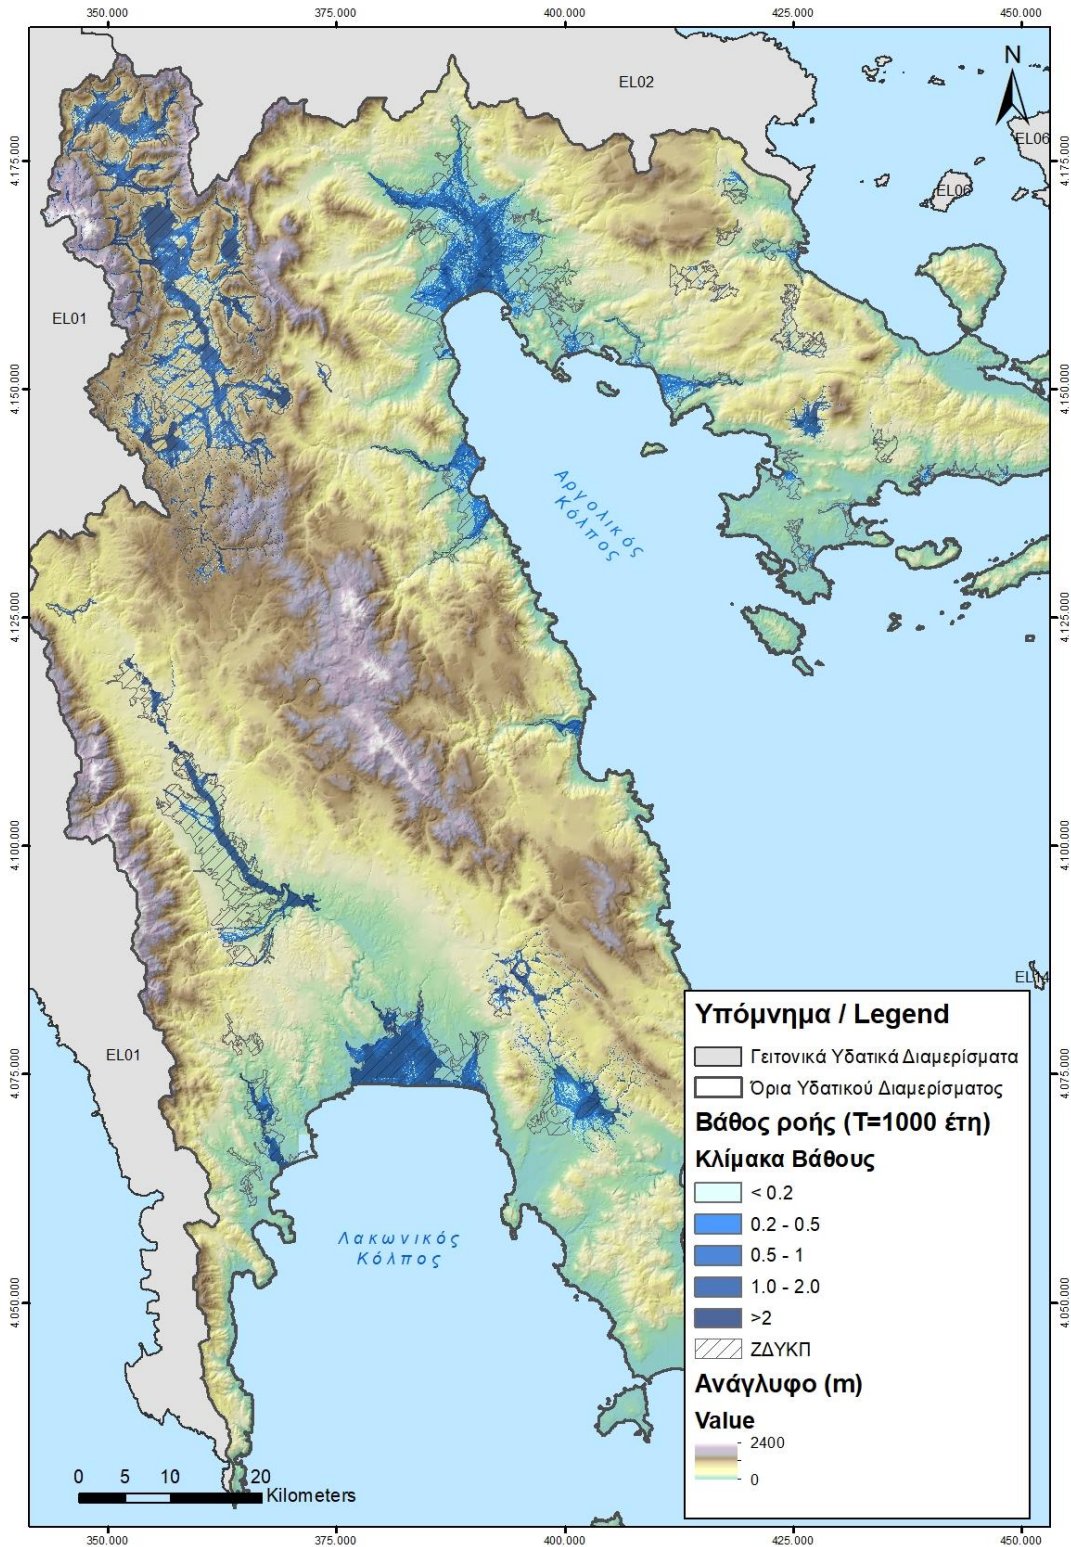 350.000
375.000
400.000
425.000
450.000
N
EL02
EL06
EL06
4.175.000
4.175.000
EL01
4.150.000
4.150.000
Αργολικός
Κόλπος
4.125.000
4.125.000
4.100.000
4.100.000
EL14
EL01
4.075.000
4.075.000
Λακωνικός
Κόλπος
4.050.000
4.050.000
Υπόμνημα / Legend
Γειτονικά Υδατικά Διαμερίσματα
Όρια Υδατικού Διαμερίσματος
Βάθος ροής (Τ=1000 έτη)
Κλίμακα Βάθους
< 0.2
0.2 - 0.5
0.5 - 1
1.0 - 2.0
>2
ΖΔΥΚΠ
Ανάγλυφο (m)
Value
2400
0
0 5 10 20
Kilometers
350.000
375.000
400.000
425.000
450.000